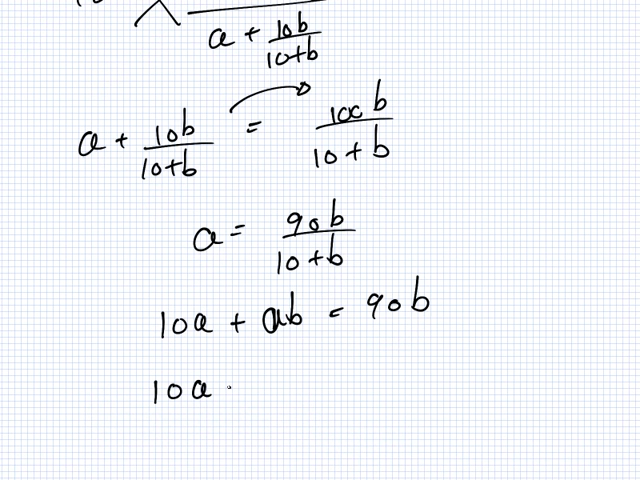 a + 10b/10+b
a + 10b/10+b = 100b/10+b
a = 90b/10+b
10a + ab = 90b
10a